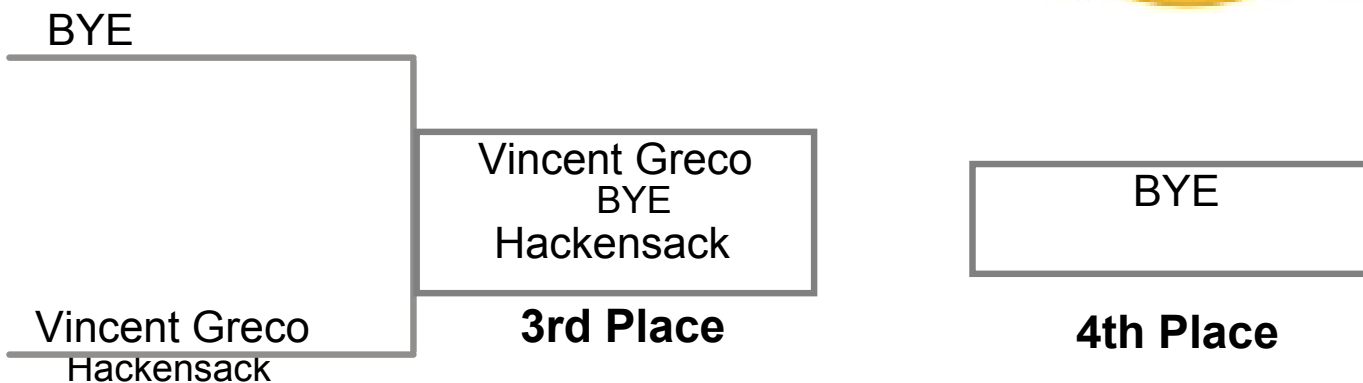 BYE
Vincent Greco
BYE
Hackensack
3rd Place
BYE
4th Place
Vincent Greco
Hackensack